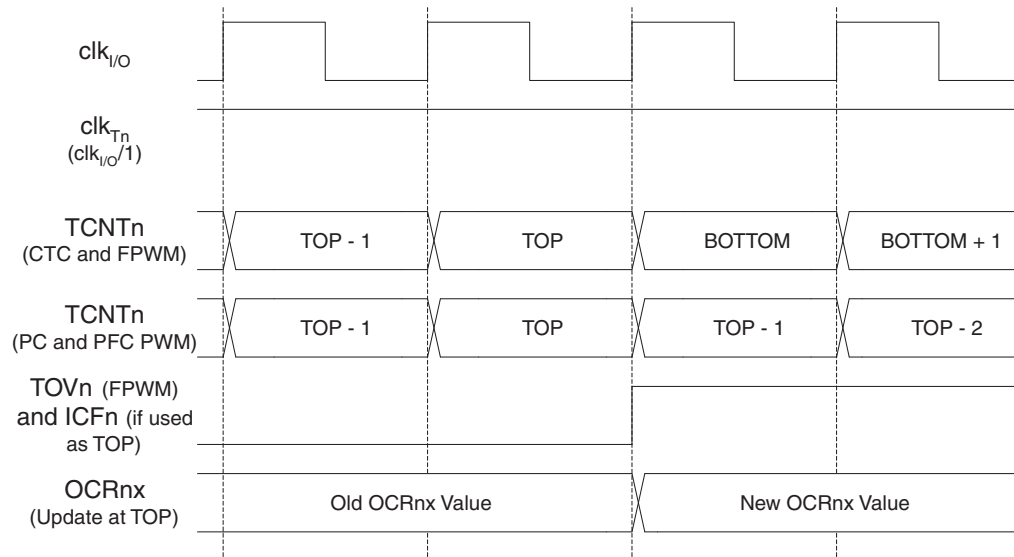 clkI/O
clkTn
(clkI/O/1)
TCNTn
(CTC and FPWM)
TOP - 1
TOP
BOTTOM
BOTTOM + 1
TCNTn
(PC and PFC PWM)
TOP - 1
TOP
TOP - 1
TOP - 2
TOVn (FPWM)
and ICFn (if used
as TOP)
OCRnx
(Update at TOP)
Old OCRnx Value
New OCRnx Value